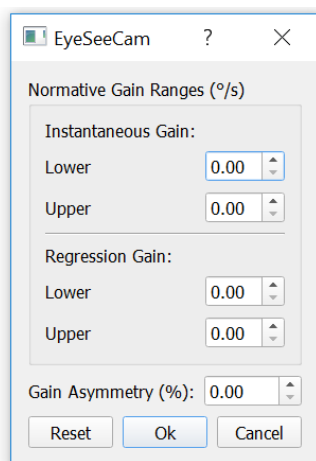 EyeSeeCam ?
Normative Gain Ranges (°/s)
Instantaneous Gain:
Lower 0.00
Upper 0.00
Regression Gain:
Lower 0.00
Upper 0.00
Gain Asymmetry (%): 0.00
Reset Ok Cancel